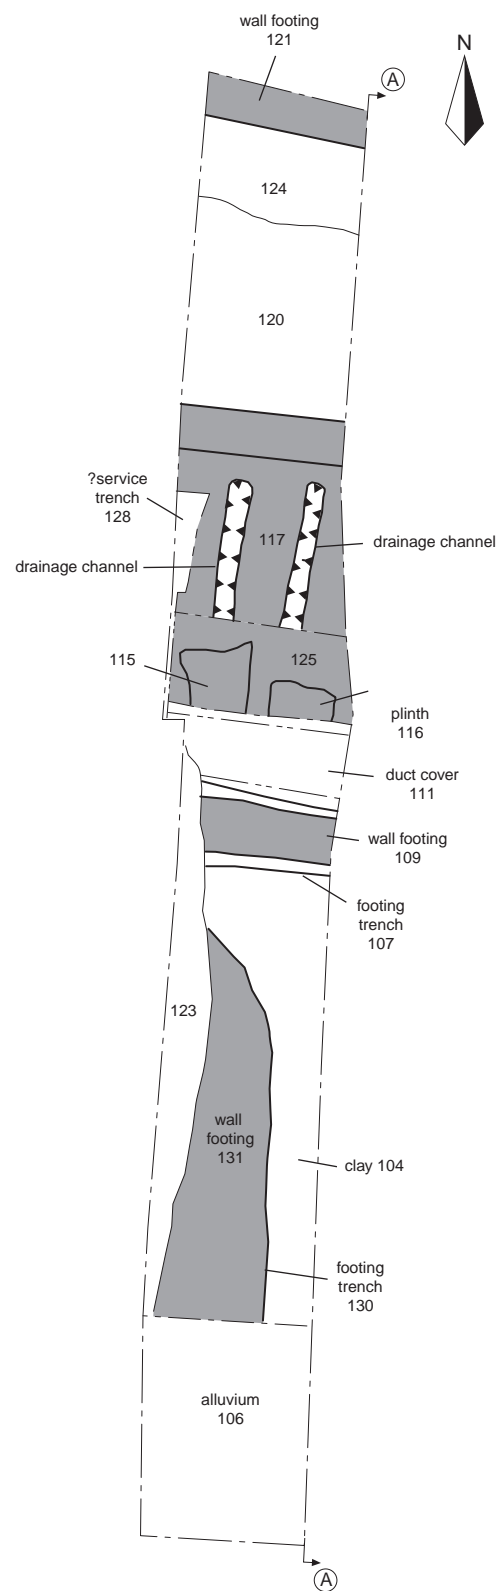 wall footing
121
A
N
124
120
?service
trench
128
117
drainage channel
drainage channel
115
125
plinth
116
duct cover
111
wall footing
109
footing
trench
107
123
wall
footing
131
clay 104
footing
trench
130
alluvium
106
A